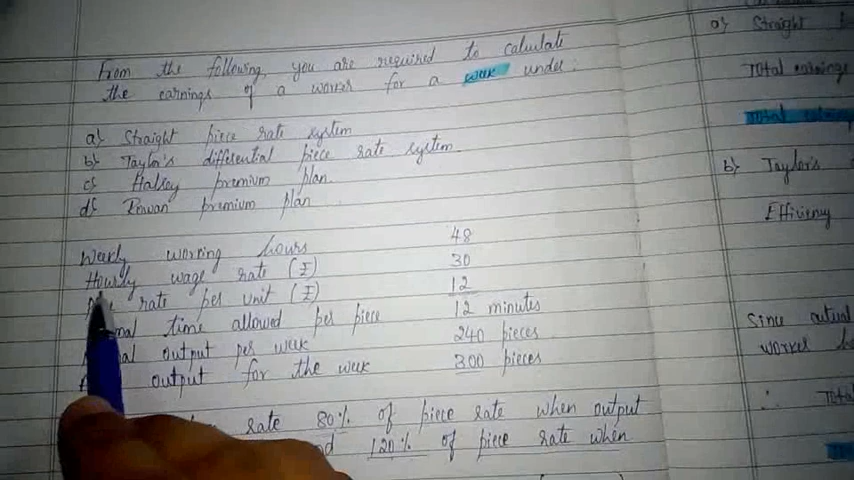 From the following, you are required to calculate
the earnings of a worker for a week under:
a) Straight piece rate system
b) Taylor's differential piece rate system
c) Halsey premium plan
d) Rowan premium plan
Weekly working hours 48
Hourly wage rate (₹) 30
rate per unit (₹) 12
time allowed per piece 12 minutes
output per week 240 pieces
output for the week 300 pieces
rate 80% of piece rate when output
120% of piece rate when
a) Straight
Total earnings
Total
b) Taylor's
Efficiency
Since actual
worker
∴ Total